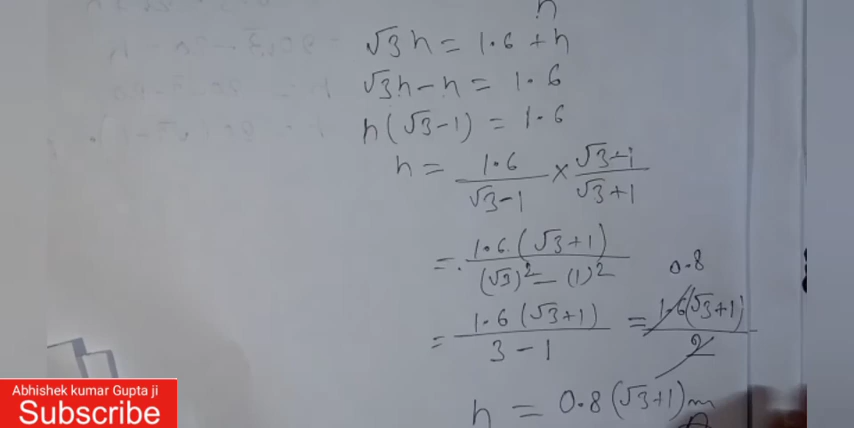 h
√3 h = 1.6 + h
√3h - h = 1.6
h(√3-1) = 1.6
h = 1.6/(√3-1) × (√3+1)/(√3+1)
= 1.6(√3+1)/((√3)² - (1)²)
0.8
= 1.6(√3+1)/(3-1) = 1.6(√3+1)/2
h = 0.8(√3+1)m
Abhishek kumar Gupta ji
Subscribe